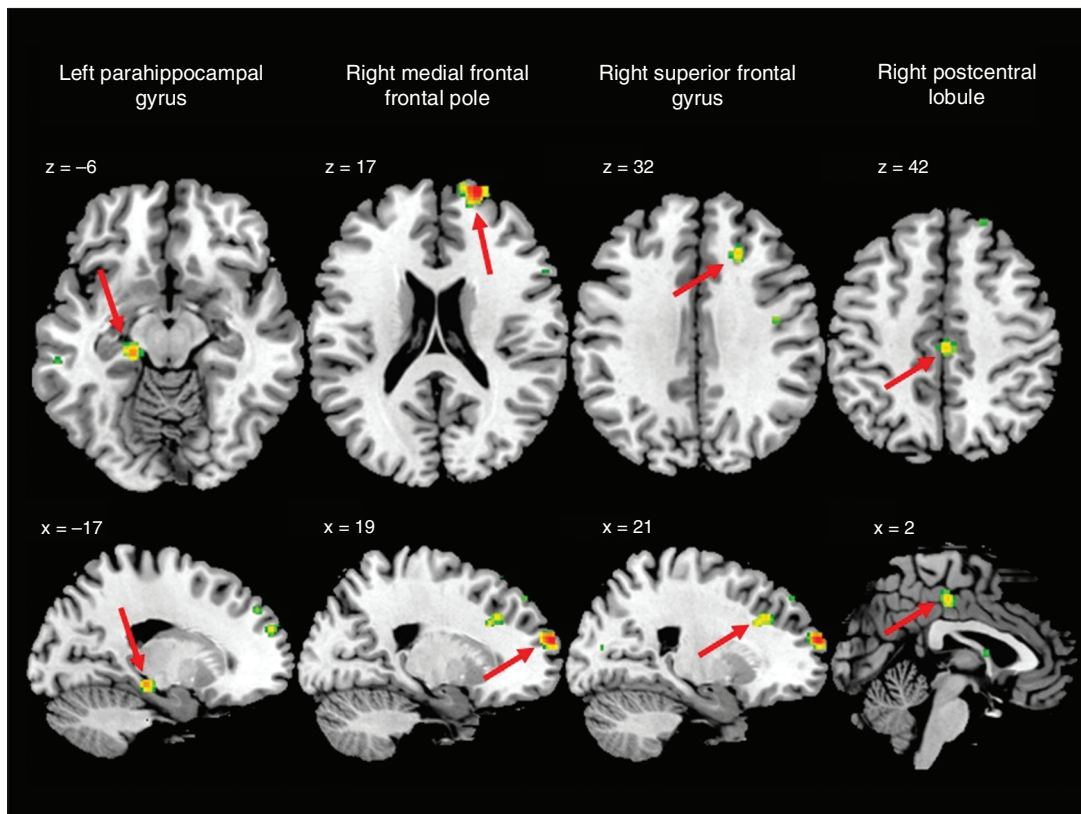 Left parahippocampal
gyrus
Right medial frontal
frontal pole
Right superior frontal
gyrus
Right postcentral
lobule
z = –6
z = 17
z = 32
z = 42
x = –17
x = 19
x = 21
x = 2